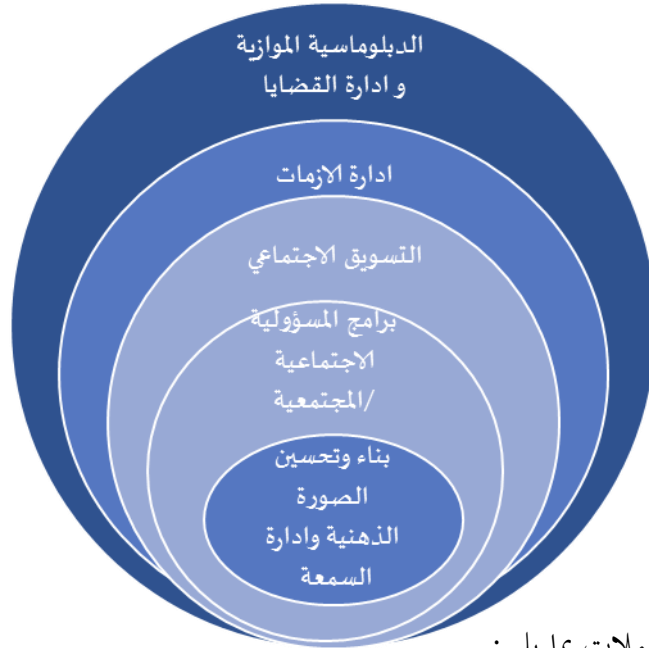 الدبلوماسية الموازية
و ادارة القضايا
ادارة الازمات
التسويق الاجتماعي
برامج المسؤولية
الاجتماعية
/المجتمعية
بناء وتحسين
الصورة
الذهنية وادارة
السمعة